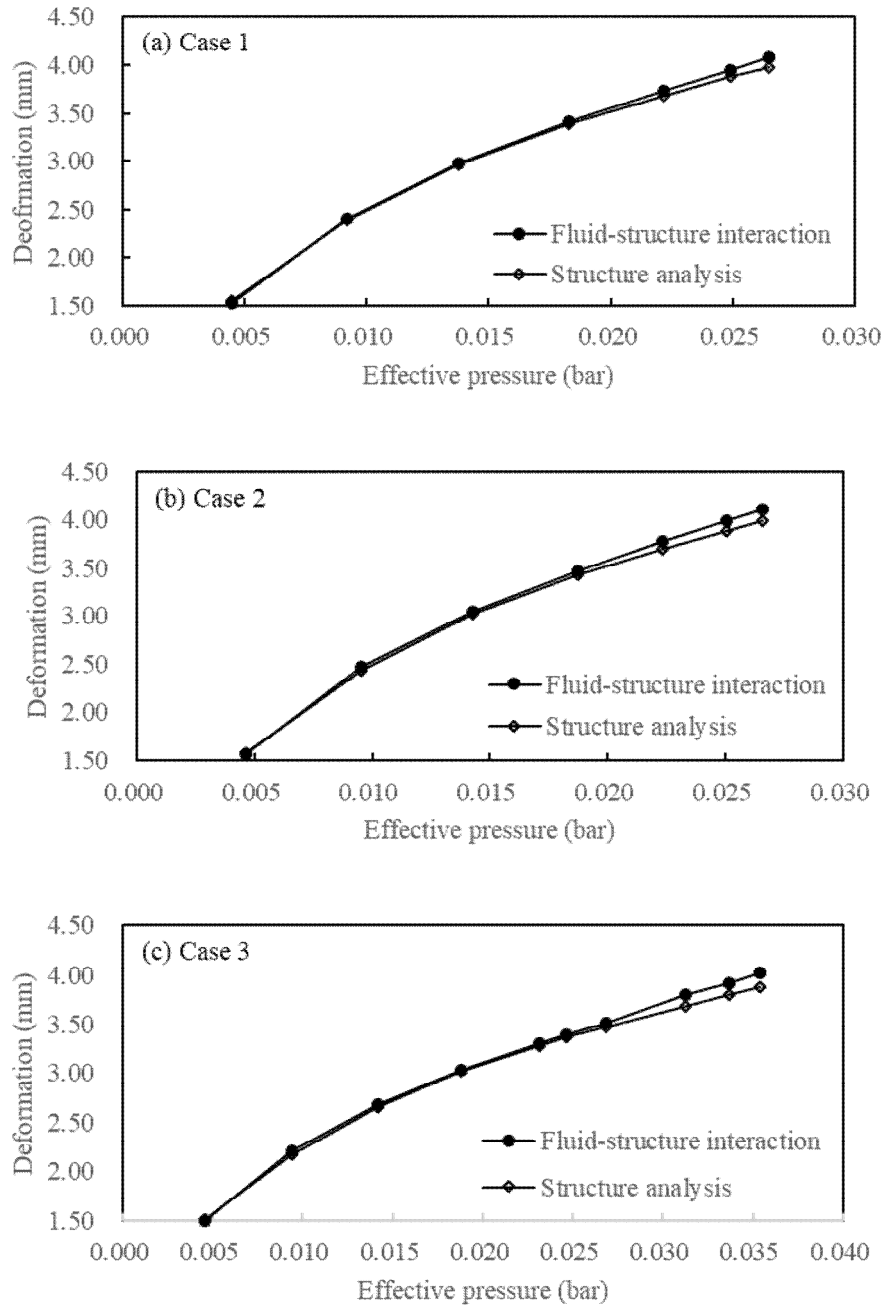 4.50
(a) Case 1
4.00
3.50
3.00
2.50
2.00
1.50
Deofrmation (mm)
Fluid-structure interaction
Structure analysis
0.000 0.005 0.010 0.015 0.020 0.025 0.030
Effective pressure (bar)
4.50
(b) Case 2
4.00
3.50
3.00
2.50
2.00
1.50
Deformation (mm)
Fluid-structure interaction
Structure analysis
0.000 0.005 0.010 0.015 0.020 0.025 0.030
Effective pressure (bar)
4.50
(c) Case 3
4.00
3.50
3.00
2.50
2.00
1.50
Deformation (mm)
Fluid-structure interaction
Structure analysis
0.000 0.005 0.010 0.015 0.020 0.025 0.030 0.035 0.040
Effective pressure (bar)